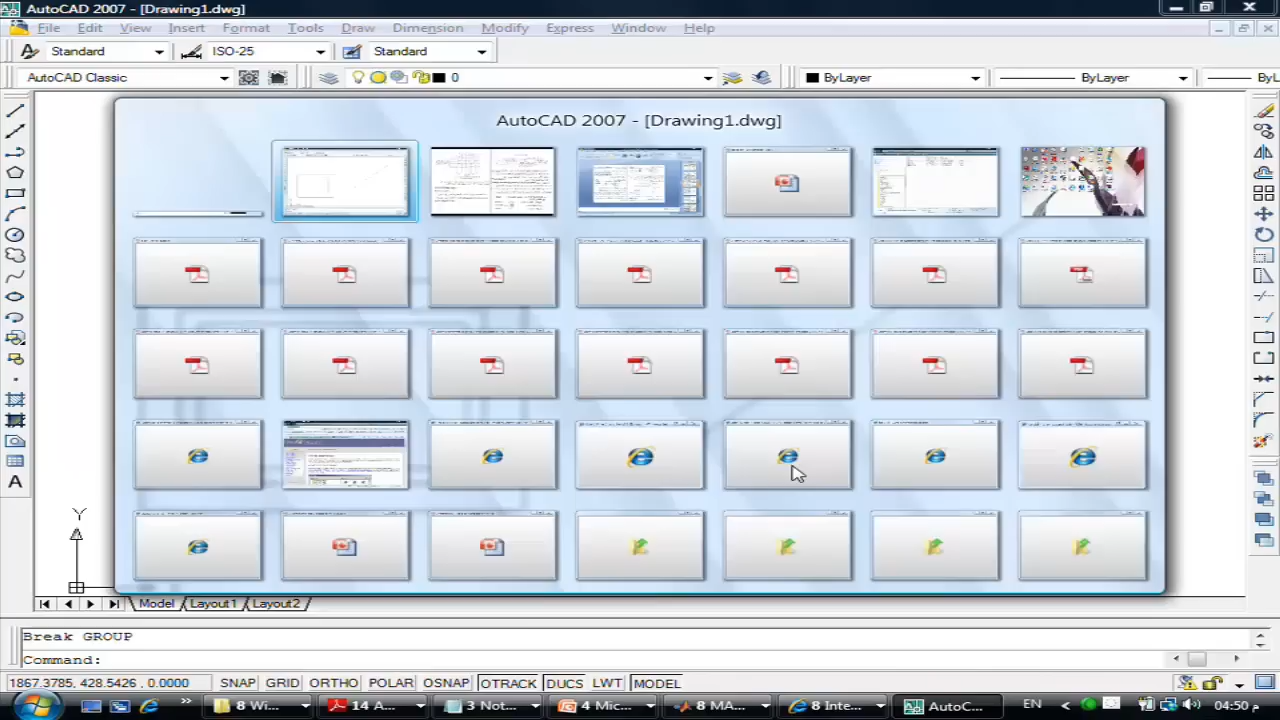 AutoCAD 2007 - [Drawing1.dwg]
File Edit View Insert Format Tools Draw Dimension Modify Express Window Help
Standard ISO-25 Standard
AutoCAD Classic 0 ByLayer ByLayer ByL
AutoCAD 2007 - [Drawing1.dwg]
A
Y
Model Layout1 Layout2
Break GROUP
Command:
1867.3785, 428.5426 , 0.0000 SNAP GRID ORTHO POLAR OSNAP OTRACK DUCS LWT MODEL
8 Wi... 14 A... 3 Not... 4 Mic... 8 MA... 8 Inte... AutoC... EN 04:50 م